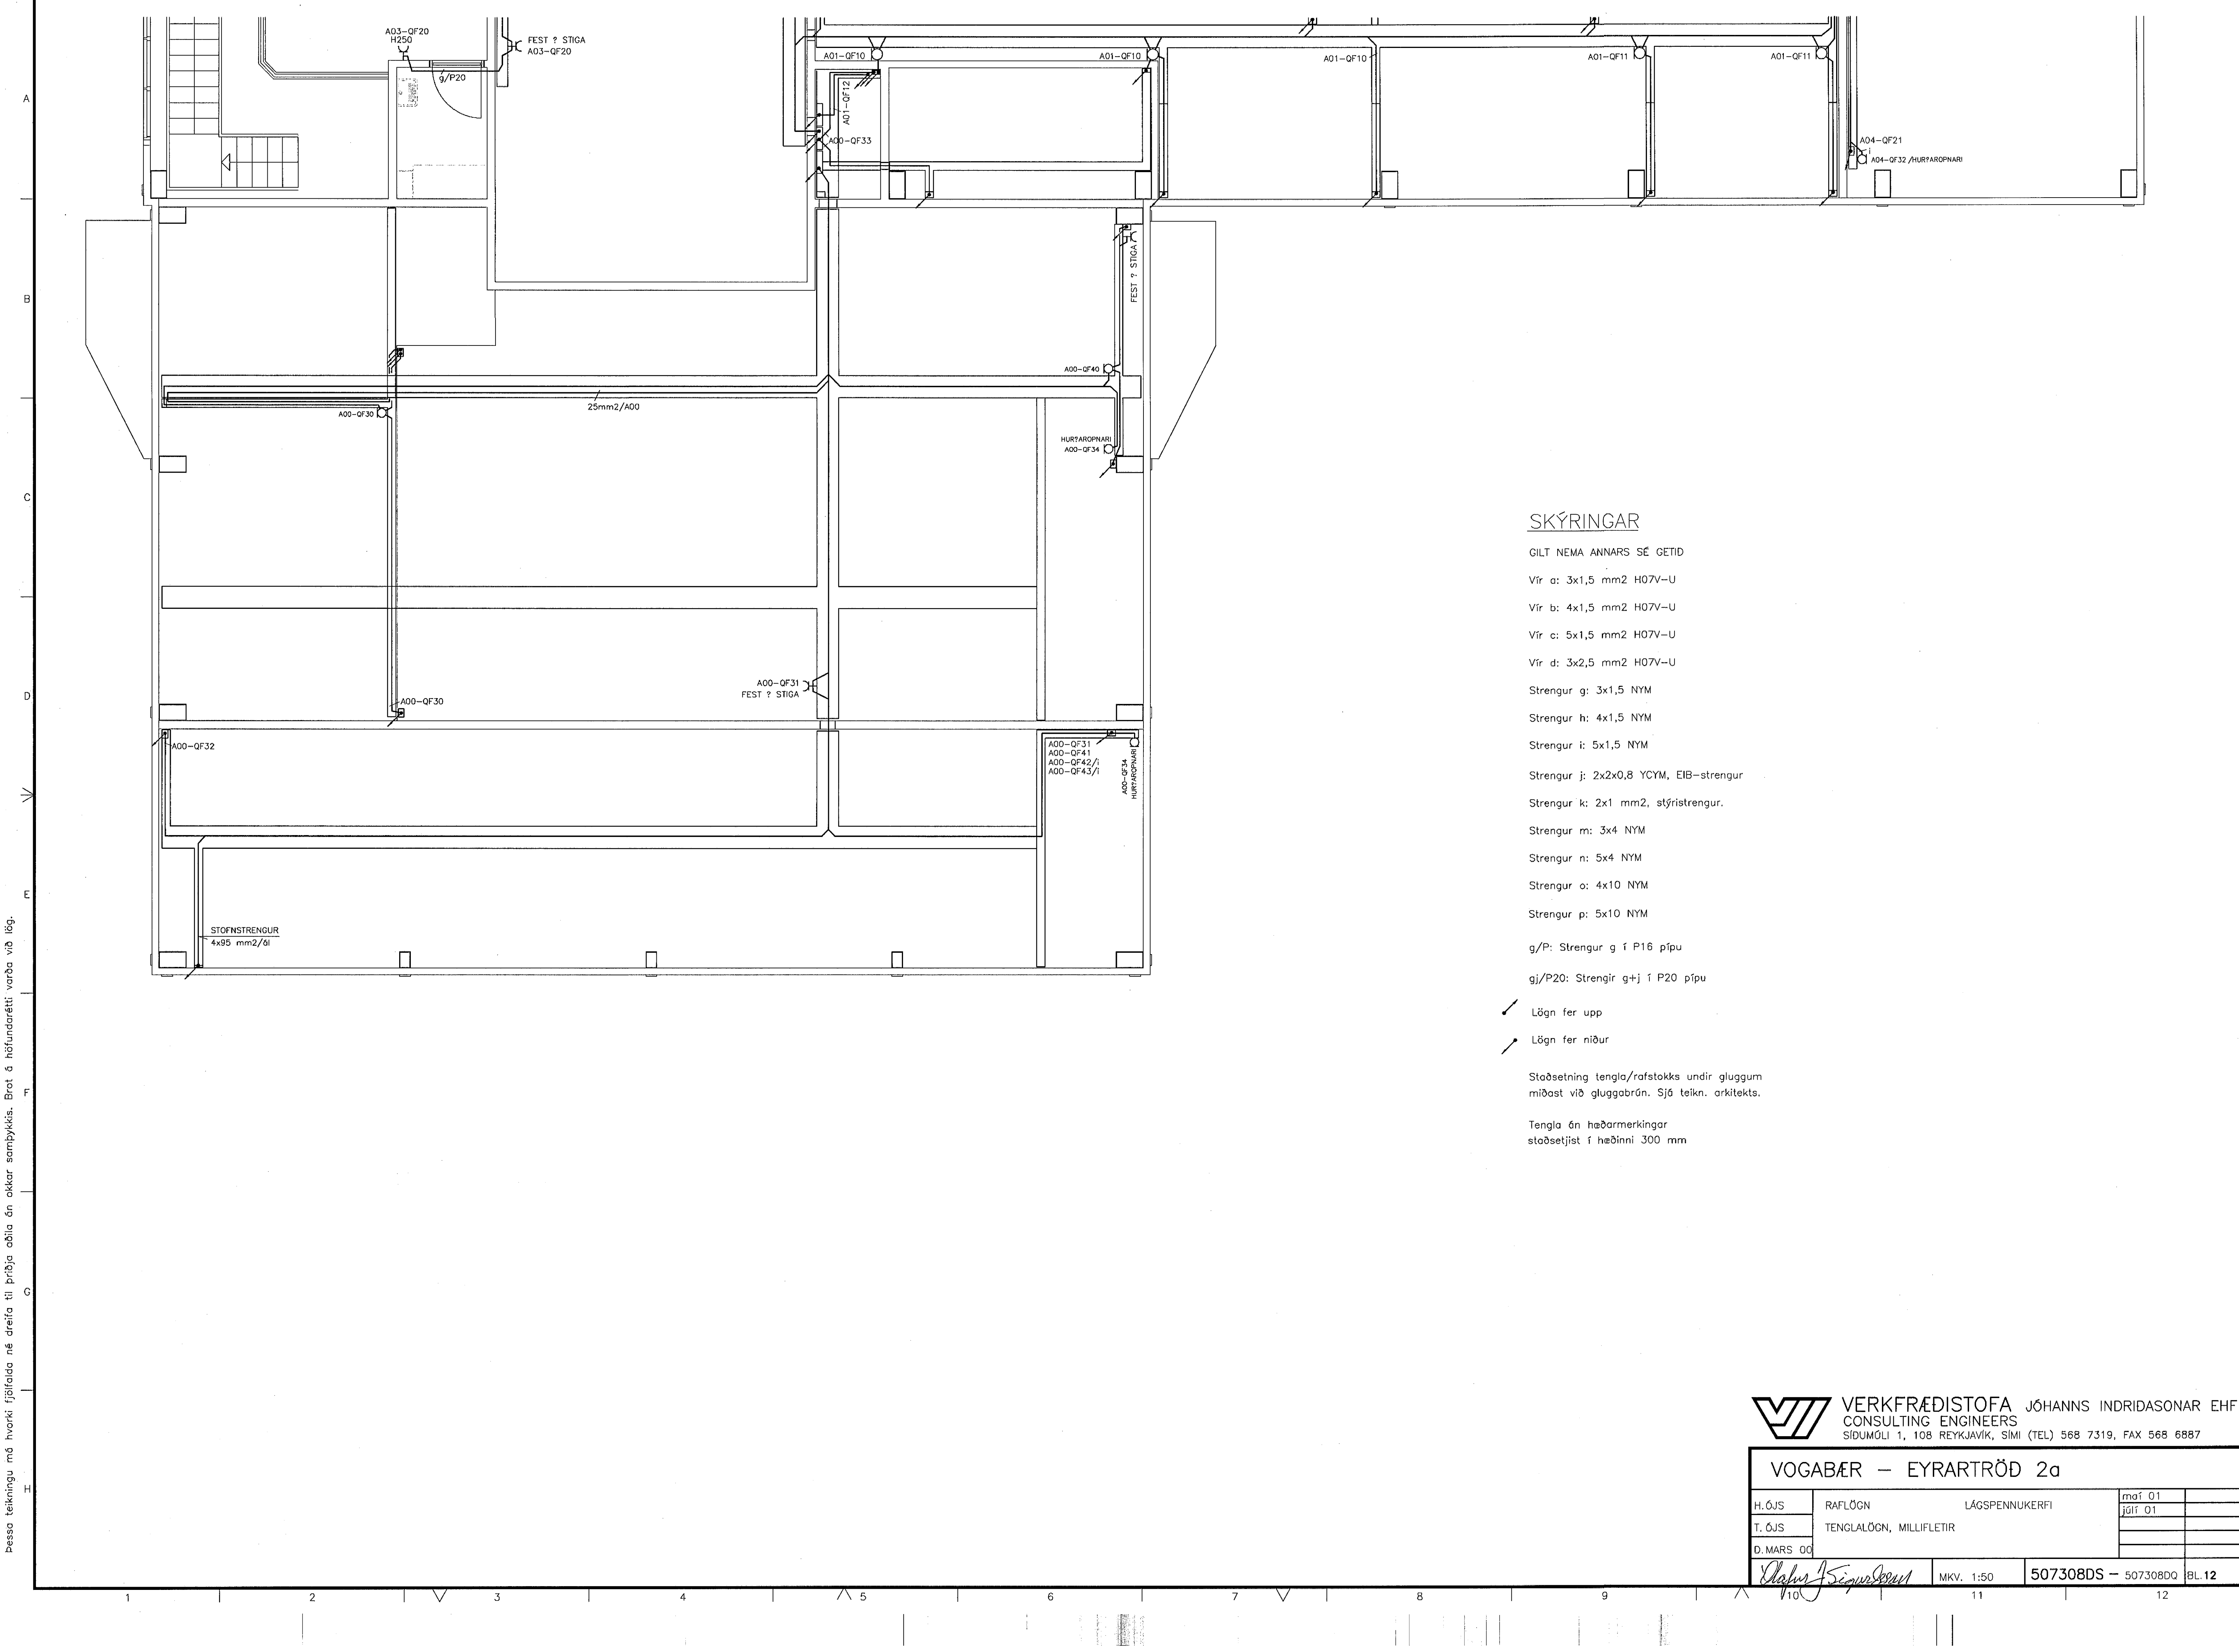 A03-QF20
H250
FEST ? STIGA
A03-QF20
g/P20
A01-QF10
A01-QF10
A01-QF10
A01-QF11
A01-QF11
A01-QF12
A00-QF33
A04-QF21
i
A04-QF32 /HUR?AROPNARI
FEST ? STIGA
A00-QF40
25mm2/A00
A00-QF30
HUR?AROPNARI
A00-QF34
A00-QF31
FEST ? STIGA
A00-QF30
A00-QF32
A00-QF31
A00-QF41
A00-QF42/i
A00-QF43/i
A00-QF34
HUR?AROPNARI
STOFNSTRENGUR
4x95 mm2/ál
SKÝRINGAR
GILT NEMA ANNARS SÉ GETID
Vír a: 3x1,5 mm2 H07V-U
Vír b: 4x1,5 mm2 H07V-U
Vír c: 5x1,5 mm2 H07V-U
Vír d: 3x2,5 mm2 H07V-U
Strengur g: 3x1,5 NYM
Strengur h: 4x1,5 NYM
Strengur i: 5x1,5 NYM
Strengur j: 2x2x0,8 YCYM, EIB-strengur
Strengur k: 2x1 mm2, stýristrengur.
Strengur m: 3x4 NYM
Strengur n: 5x4 NYM
Strengur o: 4x10 NYM
Strengur p: 5x10 NYM
g/P: Strengur g í P16 pípu
gj/P20: Strengir g+j í P20 pípu
Lögn fer upp
Lögn fer niður
Staðsetning tengla/rafstokks undir gluggum
miðast við gluggabrún. Sjá teikn. arkitekts.
Tengla án hæðarmerkingar
staðsetjist í hæðinni 300 mm
Þessa teikningu má hvorki fjölfalda né dreifa til þriðja aðila án okkar samþykkis. Brot á höfundarétti varða við lög.
A
B
C
D
E
F
G
H
VERKFRÆÐISTOFA JÓHANNS INDRIDASONAR EHF
CONSULTING ENGINEERS
SÍDUMÚLI 1, 108 REYKJAVÍK, SÍMI (TEL) 568 7319, FAX 568 6887
VOGABÆR - EYRARTRÖÐ 2a
H. ÓJS
RAFLÖGN LÁGSPENNUKERFI
maí 01
júlí 01
T. ÓJS
TENGLALÖGN, MILLIFLETIR
D. MARS 00
Olafur J Sigurdsson
MKV. 1:50
507308DS - 507308DQ BL.12
1 2 3 4 5 6 7 8 9 10 11 12